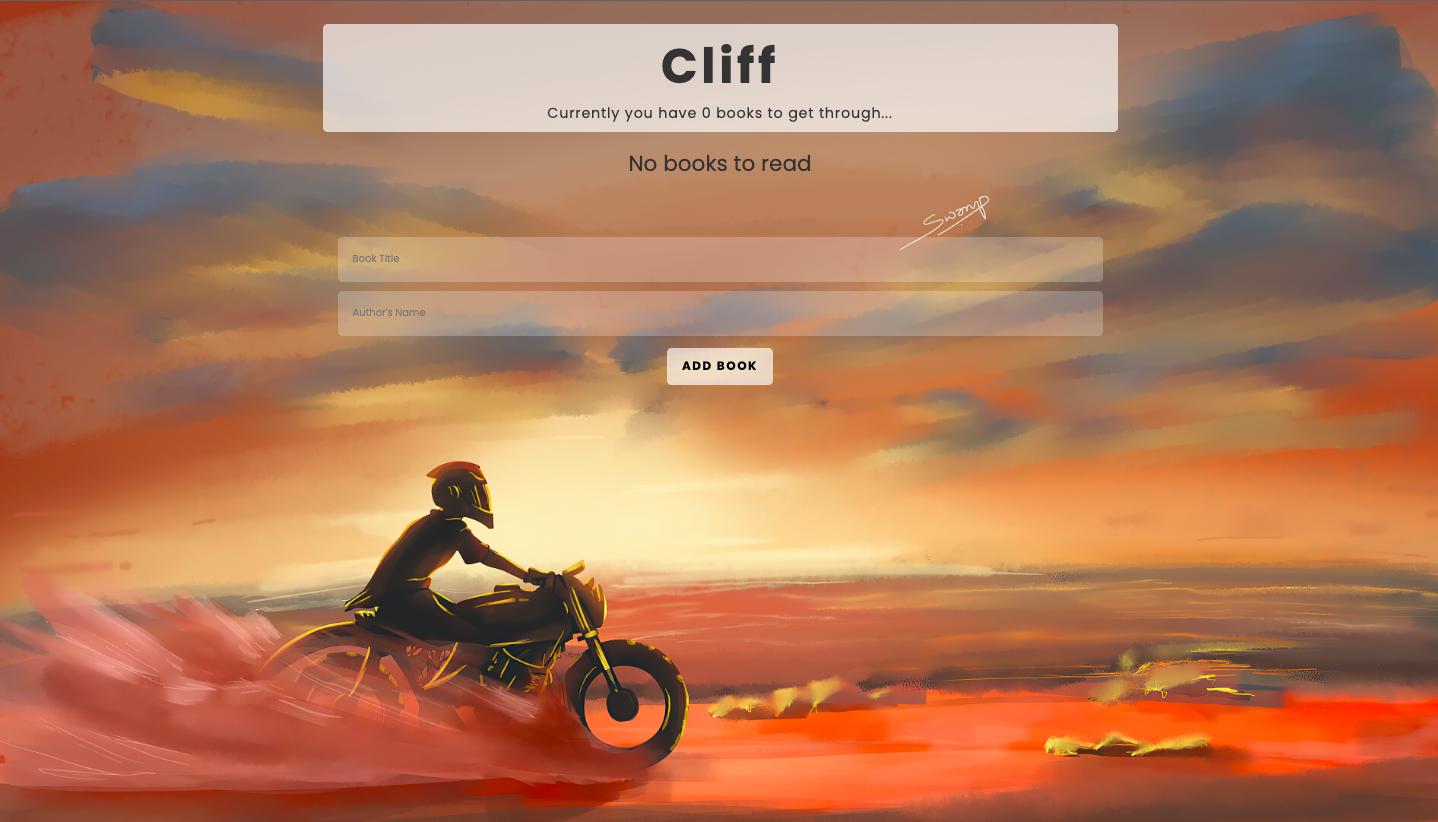 Cliff
Currently you have 0 books to get through...
No books to read
Swarup
Book Title
Author's Name
ADD BOOK